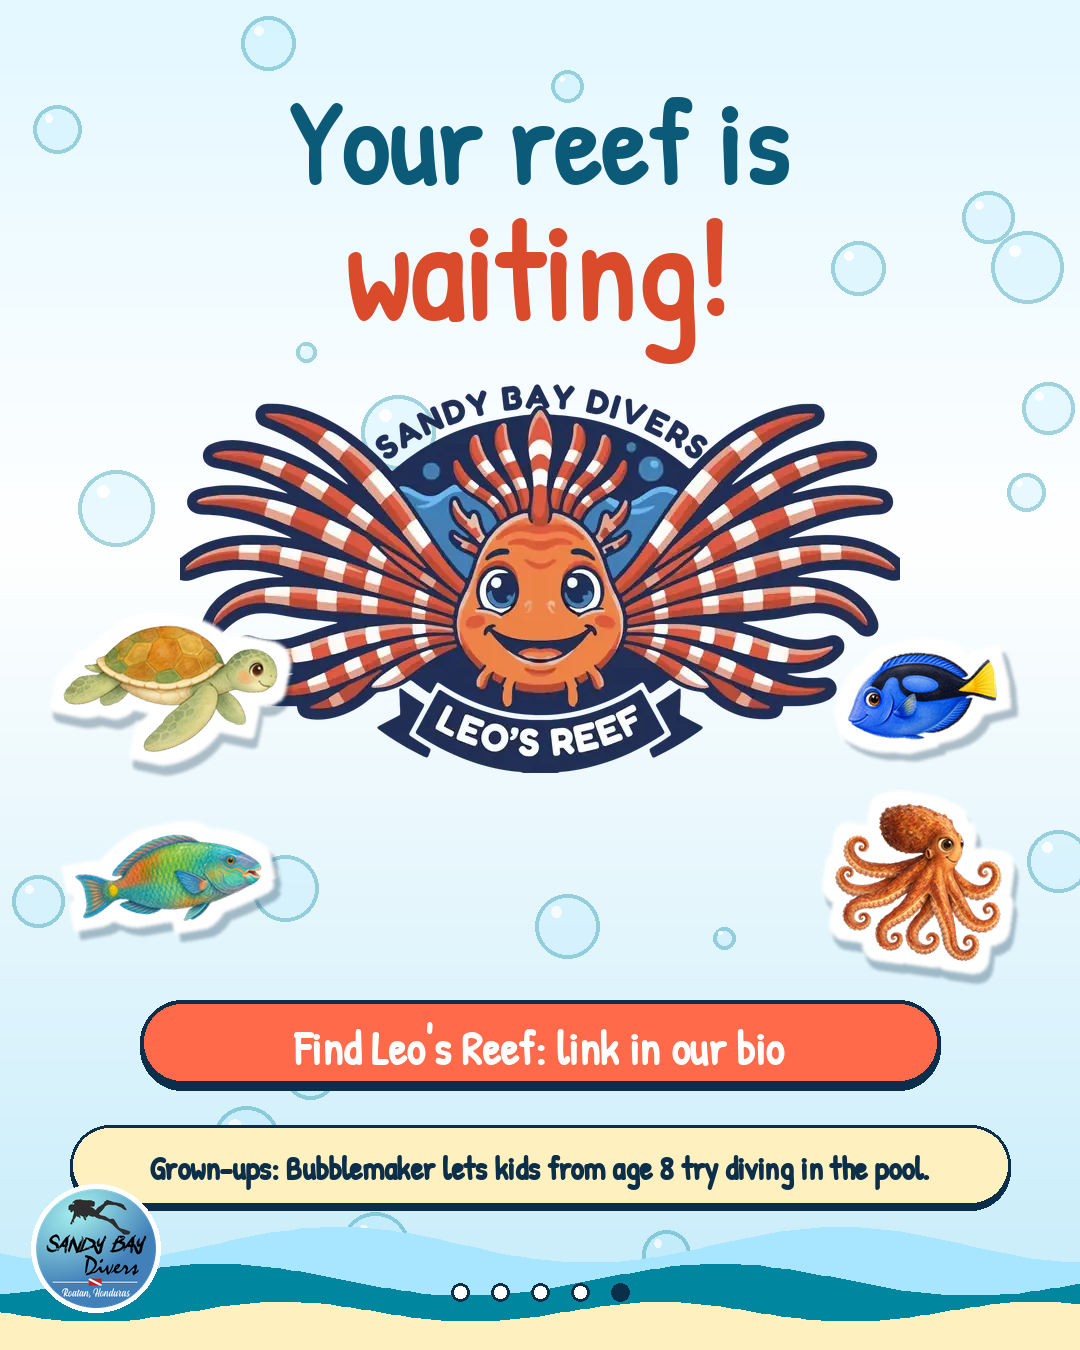 Your reef is
waiting!
SANDY BAY DIVERS
LEO'S REEF
Find Leo's Reef: link in our bio
Grown-ups: Bubblemaker lets kids from age 8 try diving in the pool.
SANDY BAY
Divers
Roatan, Honduras